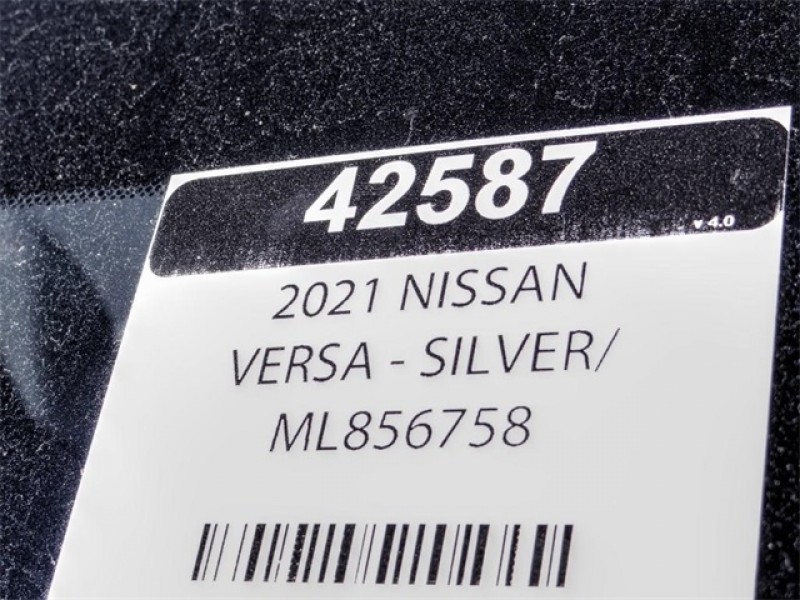 42587
v 4.0
2021 NISSAN
VERSA - SILVER/
ML856758